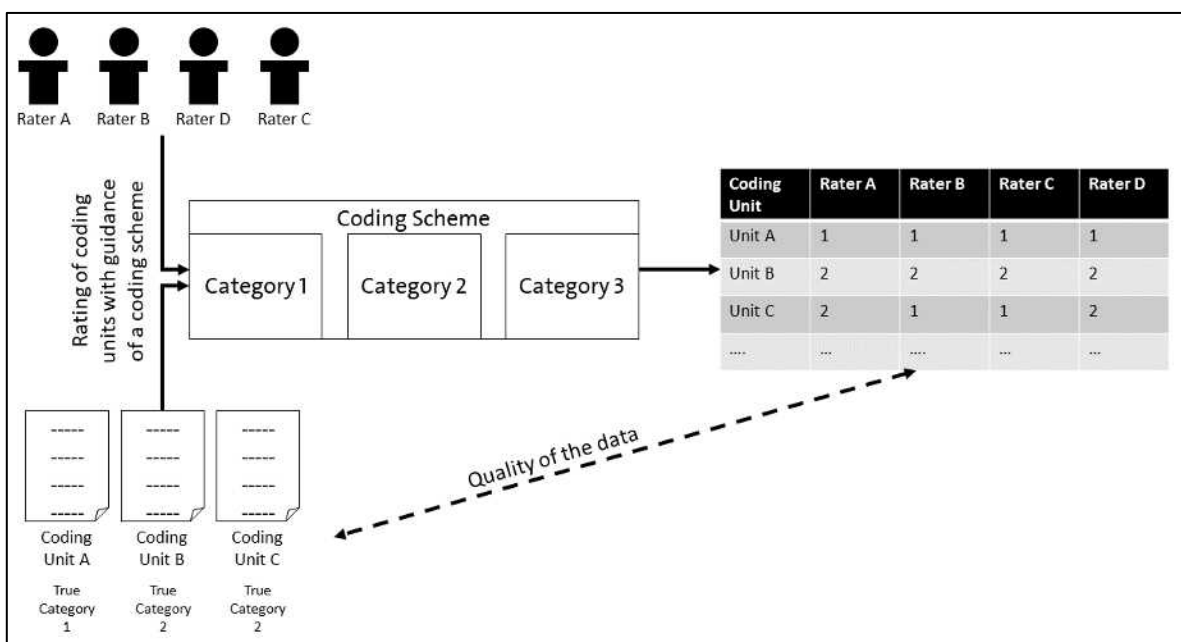 Rater A Rater B Rater D Rater C
Rating of coding
units with guidance
of a coding scheme
Coding Scheme
Category 1 Category 2 Category 3
Coding Unit Rater A Rater B Rater C Rater D
Unit A 1 1 1 1
Unit B 2 2 2 2
Unit C 2 1 1 2
.... ... .... ... ...
Quality of the data
-----  -----  -----
-----  -----  -----
-----  -----  -----
-----  -----  -----
Coding Coding Coding
Unit A Unit B Unit C
True True True
Category Category Category
1 2 2